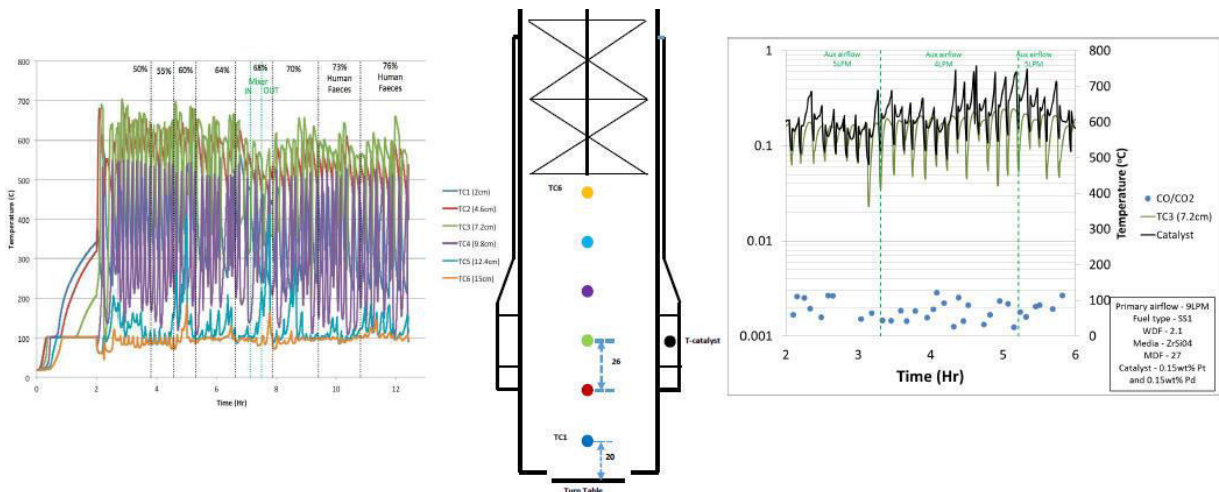 50%
55%
60%
64%
68%
70%
73%
Human
Faeces
76%
Human
Faeces
Mixer
IN
OUT
800
700
600
500
400
300
200
100
0
Temperature (C)
0
2
4
6
8
10
12
Time (Hr)
TC1 (2cm)
TC2 (4.6cm)
TC3 (7.2cm)
TC4 (9.8cm)
TC5 (12.4cm)
TC6 (15cm)
TC6
T-catalyst
26
TC1
20
Turn Table
Aux airflow
5LPM
Aux airflow
4LPM
Aux airflow
5LPM
1
0.1
0.01
0.001
800
700
600
500
400
300
200
100
0
Temperature (°C)
2
3
4
5
6
Time (Hr)
CO/CO2
TC3 (7.2cm)
Catalyst
Primary airflow - 9LPM
Fuel type - SS1
WDF - 2.1
Media - ZrSiO4
MDF - 27
Catalyst - 0.15wt% Pt
and 0.15wt% Pd